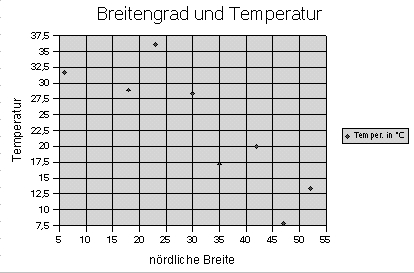 Breitengrad und Temperatur
37,5
35
32,5
30
27,5
25
22,5
20
17,5
15
12,5
10
7,5
Temperatur
5 10 15 20 25 30 35 40 45 50 55
nördliche Breite
Temper. in °C